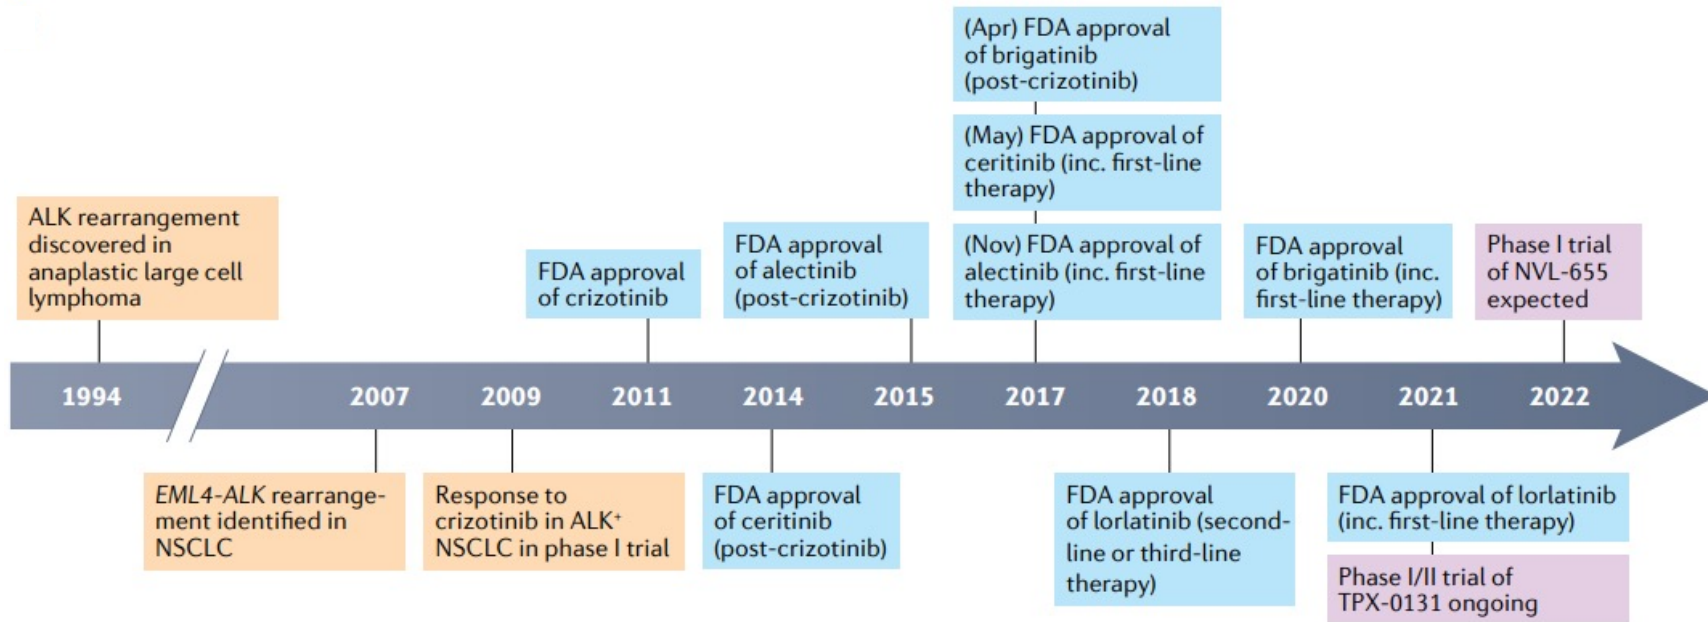 (Apr) FDA approval
of brigatinib
(post-crizotinib)
(May) FDA approval of
ceritinib (inc. first-line
therapy)
ALK rearrangement
discovered in
anaplastic large cell
lymphoma
FDA approval
of crizotinib
FDA approval
of alectinib
(post-crizotinib)
(Nov) FDA approval of
alectinib (inc. first-line
therapy)
FDA approval
of brigatinib (inc.
first-line therapy)
Phase I trial
of NVL-655
expected
1994 2007 2009 2011 2014 2015 2017 2018 2020 2021 2022
EML4-ALK rearrange-
ment identified in
NSCLC
Response to
crizotinib in ALK⁺
NSCLC in phase I trial
FDA approval
of ceritinib
(post-crizotinib)
FDA approval
of lorlatinib (second-
line or third-line
therapy)
FDA approval of lorlatinib
(inc. first-line therapy)
Phase I/II trial of
TPX-0131 ongoing